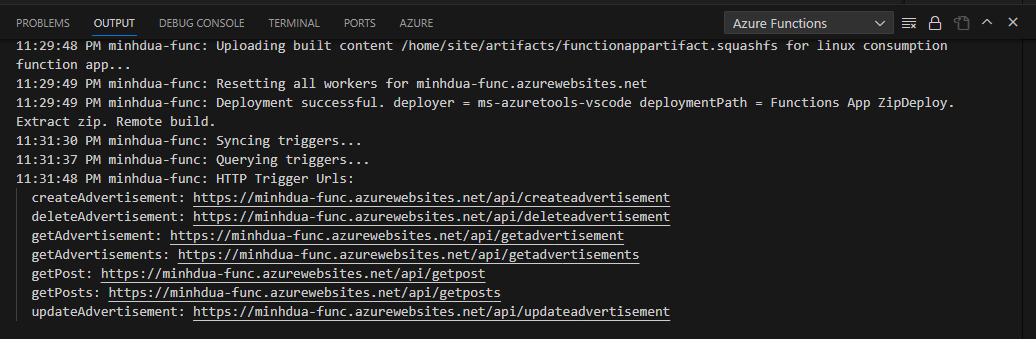 PROBLEMS OUTPUT DEBUG CONSOLE TERMINAL PORTS AZURE Azure Functions
11:29:48 PM minhdua-func: Uploading built content /home/site/artifacts/functionappartifact.squashfs for linux consumption
function app...
11:29:49 PM minhdua-func: Resetting all workers for minhdua-func.azurewebsites.net
11:29:49 PM minhdua-func: Deployment successful. deployer = ms-azuretools-vscode deploymentPath = Functions App ZipDeploy.
Extract zip. Remote build.
11:31:30 PM minhdua-func: Syncing triggers...
11:31:37 PM minhdua-func: Querying triggers...
11:31:48 PM minhdua-func: HTTP Trigger Urls:
createAdvertisement: https://minhdua-func.azurewebsites.net/api/createadvertisement
deleteAdvertisement: https://minhdua-func.azurewebsites.net/api/deleteadvertisement
getAdvertisement: https://minhdua-func.azurewebsites.net/api/getadvertisement
getAdvertisements: https://minhdua-func.azurewebsites.net/api/getadvertisements
getPost: https://minhdua-func.azurewebsites.net/api/getpost
getPosts: https://minhdua-func.azurewebsites.net/api/getposts
updateAdvertisement: https://minhdua-func.azurewebsites.net/api/updateadvertisement